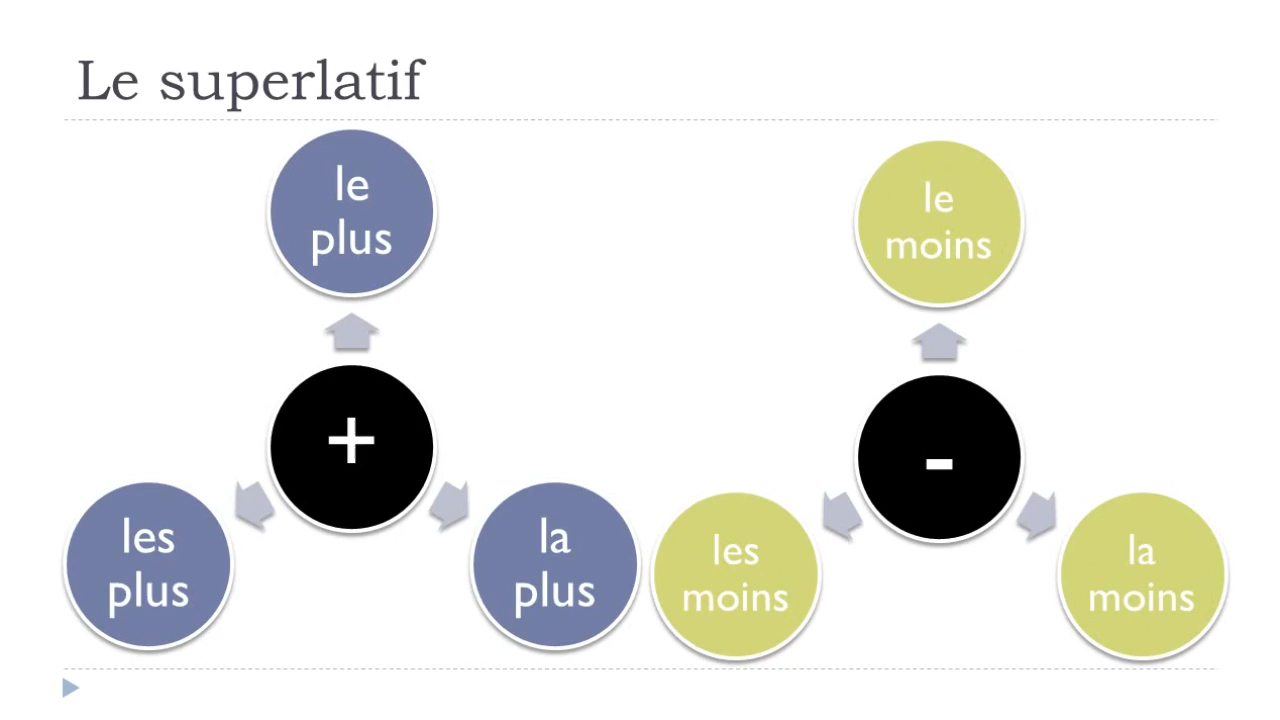 Le superlatif
le
plus
+
les
plus
la
plus
le
moins
-
les
moins
la
moins